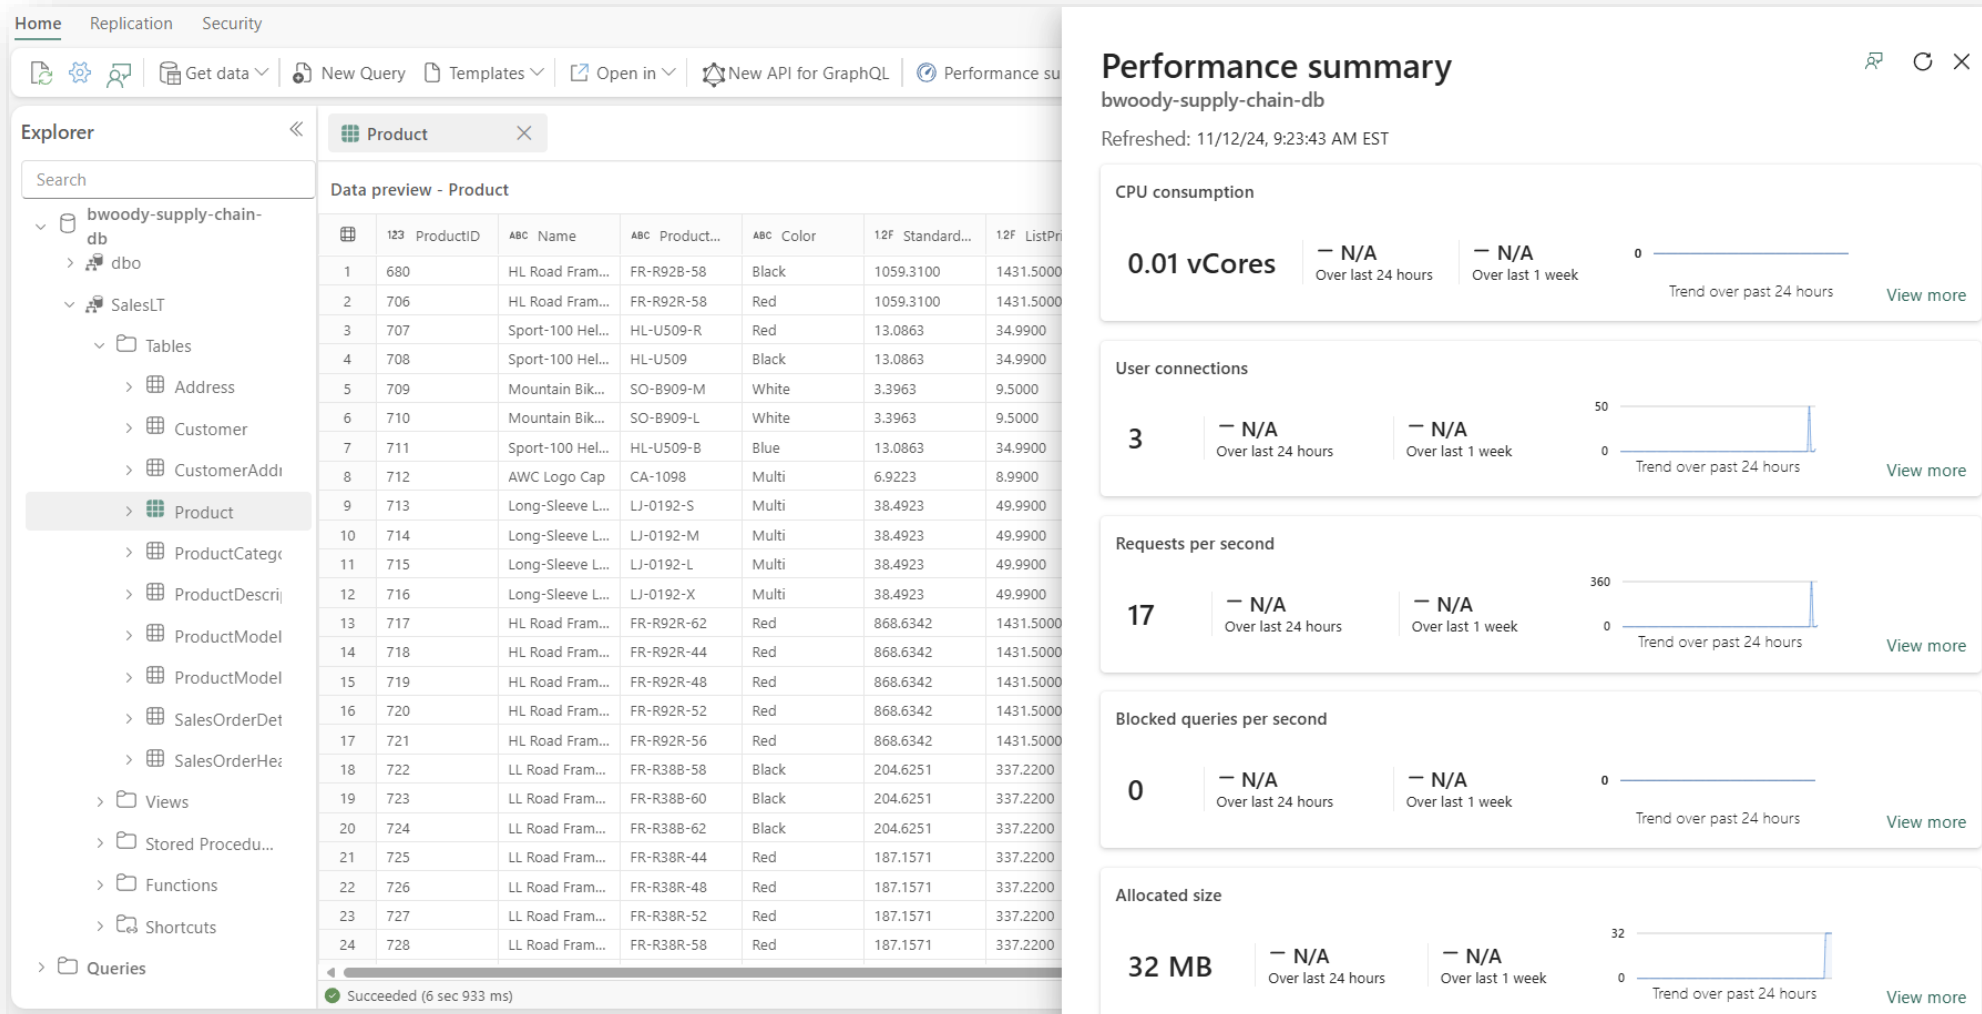 Home Replication Security
Get data New Query Templates Open in New API for GraphQL Performance su
Explorer
Search
bwoody-supply-chain-
db
dbo
SalesLT
Tables
Address
Customer
CustomerAddr
Product
ProductCatego
ProductDescrip
ProductModel
ProductModel
SalesOrderDet
SalesOrderHea
Views
Stored Procedu...
Functions
Shortcuts
Queries
Product
Data preview - Product
123 ProductID ABC Name ABC Product... ABC Color 1.2F Standard... 1.2F ListPri
1 680 HL Road Fram... FR-R92B-58 Black 1059.3100 1431.5000
2 706 HL Road Fram... FR-R92R-58 Red 1059.3100 1431.5000
3 707 Sport-100 Hel... HL-U509-R Red 13.0863 34.9900
4 708 Sport-100 Hel... HL-U509 Black 13.0863 34.9900
5 709 Mountain Bik... SO-B909-M White 3.3963 9.5000
6 710 Mountain Bik... SO-B909-L White 3.3963 9.5000
7 711 Sport-100 Hel... HL-U509-B Blue 13.0863 34.9900
8 712 AWC Logo Cap CA-1098 Multi 6.9223 8.9900
9 713 Long-Sleeve L... LJ-0192-S Multi 38.4923 49.9900
10 714 Long-Sleeve L... LJ-0192-M Multi 38.4923 49.9900
11 715 Long-Sleeve L... LJ-0192-L Multi 38.4923 49.9900
12 716 Long-Sleeve L... LJ-0192-X Multi 38.4923 49.9900
13 717 HL Road Fram... FR-R92R-62 Red 868.6342 1431.5000
14 718 HL Road Fram... FR-R92R-44 Red 868.6342 1431.5000
15 719 HL Road Fram... FR-R92R-48 Red 868.6342 1431.5000
16 720 HL Road Fram... FR-R92R-52 Red 868.6342 1431.5000
17 721 HL Road Fram... FR-R92R-56 Red 868.6342 1431.5000
18 722 LL Road Fram... FR-R38B-58 Black 204.6251 337.2200
19 723 LL Road Fram... FR-R38B-60 Black 204.6251 337.2200
20 724 LL Road Fram... FR-R38B-62 Black 204.6251 337.2200
21 725 LL Road Fram... FR-R38R-44 Red 187.1571 337.2200
22 726 LL Road Fram... FR-R38R-48 Red 187.1571 337.2200
23 727 LL Road Fram... FR-R38R-52 Red 187.1571 337.2200
24 728 LL Road Fram... FR-R38R-58 Red 187.1571 337.2200
Succeeded (6 sec 933 ms)
Performance summary
bwoody-supply-chain-db
Refreshed: 11/12/24, 9:23:43 AM EST
CPU consumption
0.01 vCores
— N/A
Over last 24 hours
— N/A
Over last 1 week
0
Trend over past 24 hours
View more
User connections
3
— N/A
Over last 24 hours
— N/A
Over last 1 week
50
0
Trend over past 24 hours
View more
Requests per second
17
— N/A
Over last 24 hours
— N/A
Over last 1 week
360
0
Trend over past 24 hours
View more
Blocked queries per second
0
— N/A
Over last 24 hours
— N/A
Over last 1 week
0
Trend over past 24 hours
View more
Allocated size
32 MB
— N/A
Over last 24 hours
— N/A
Over last 1 week
32
0
Trend over past 24 hours
View more